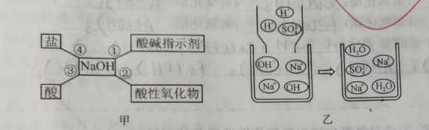 盐 ④ ① 酸碱指示剂
NaOH
酸 ③ ② 酸性氧化物
甲
H⁺
H⁺ SO₄²⁻
OH⁻ Na⁺
Na⁺ OH⁻
H₂O
SO₄²⁻ Na⁺
Na⁺ H₂O
乙